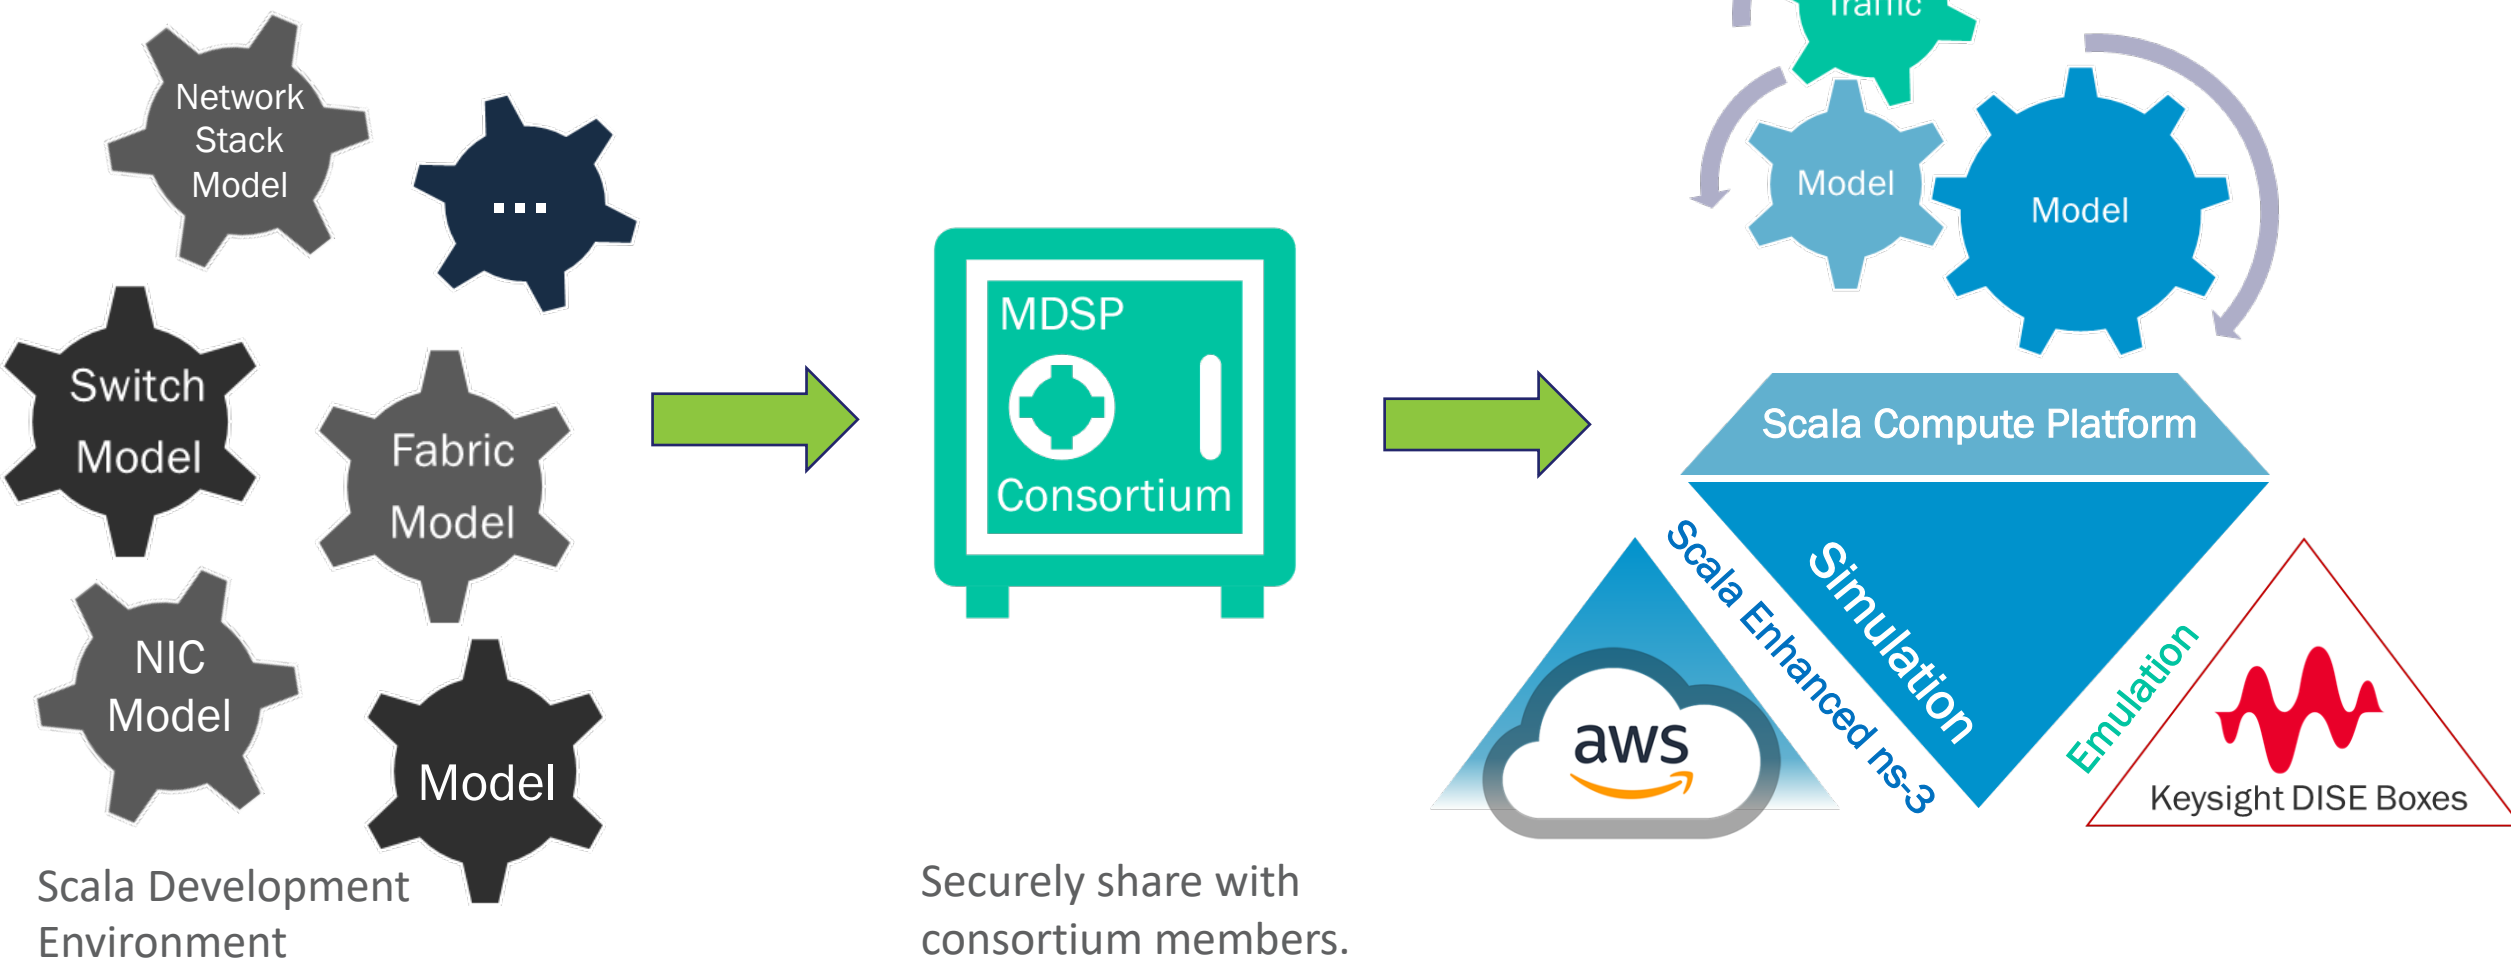 Network
Stack
Model
...
Switch
Model
Fabric
Model
NIC
Model
Model
Scala Development
Environment
MDSP
Consortium
Securely share with
consortium members.
Traffic
Model
Model
Scala Compute Platform
Simulation
Scala Enhanced ns-3
Emulation
aws
Keysight DISE Boxes